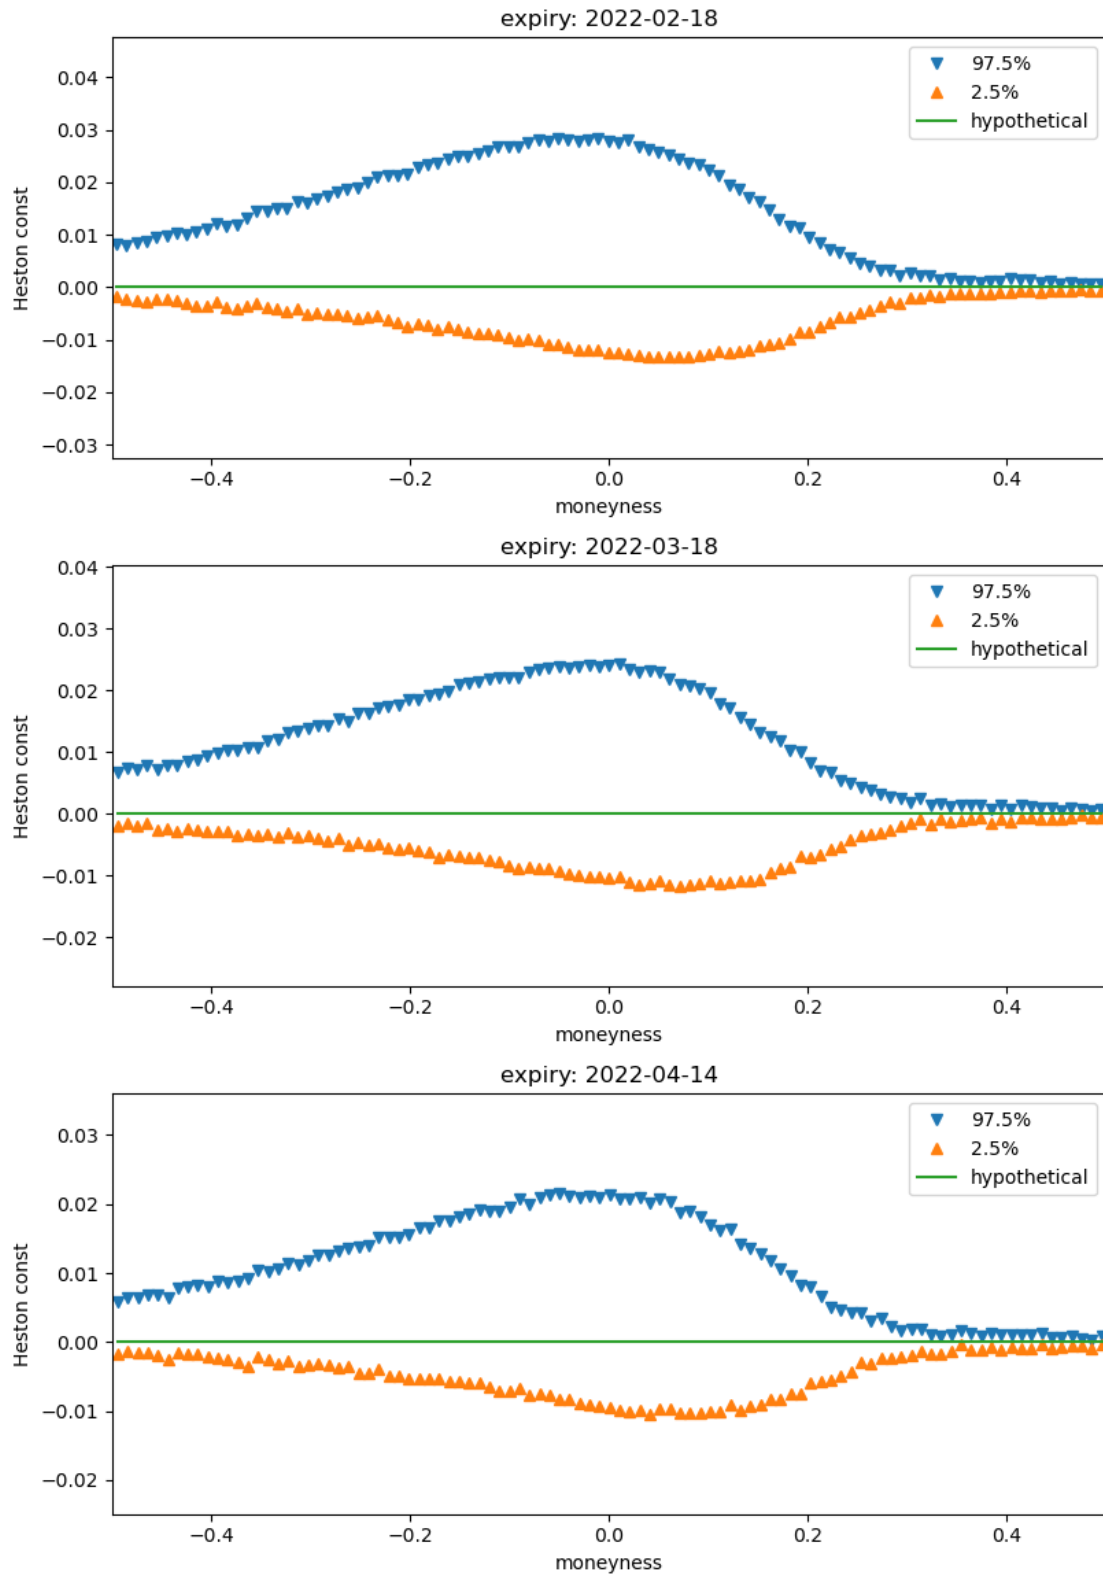 expiry: 2022-02-18
0.04
0.03
0.02
0.01
0.00
−0.01
−0.02
−0.03
Heston const
97.5%
2.5%
hypothetical
−0.4 −0.2 0.0 0.2 0.4
moneyness
expiry: 2022-03-18
0.04
0.03
0.02
0.01
0.00
−0.01
−0.02
Heston const
97.5%
2.5%
hypothetical
−0.4 −0.2 0.0 0.2 0.4
moneyness
expiry: 2022-04-14
0.03
0.02
0.01
0.00
−0.01
−0.02
Heston const
97.5%
2.5%
hypothetical
−0.4 −0.2 0.0 0.2 0.4
moneyness